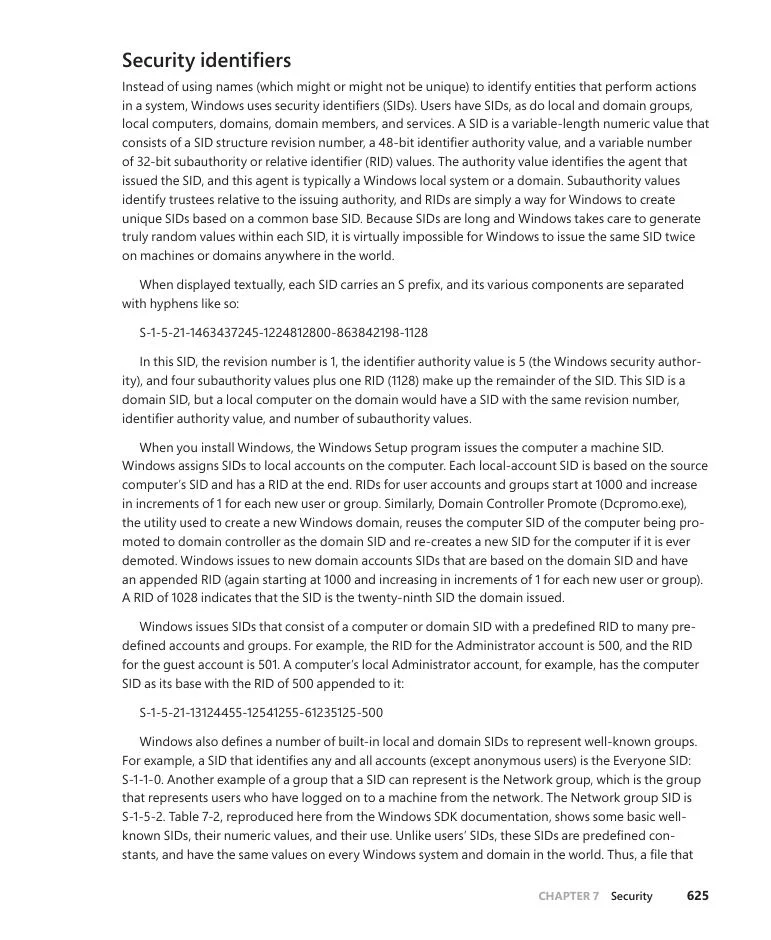 Security identifiers
Instead of using names (which might or might not be unique) to identify entities that perform actions
in a system, Windows uses security identifiers (SIDs). Users have SIDs, as do local and domain groups,
local computers, domains, domain members, and services. A SID is a variable-length numeric value that
consists of a SID structure revision number, a 48-bit identifier authority value, and a variable number
of 32-bit subauthority or relative identifier (RID) values. The authority value identifies the agent that
issued the SID, and this agent is typically a Windows local system or a domain. Subauthority values
identify trustees relative to the issuing authority, and RIDs are simply a way for Windows to create
unique SIDs based on a common base SID. Because SIDs are long and Windows takes care to generate
truly random values within each SID, it is virtually impossible for Windows to issue the same SID twice
on machines or domains anywhere in the world.
When displayed textually, each SID carries an S prefix, and its various components are separated
with hyphens like so:
S-1-5-21-1463437245-1224812800-863842198-1128
In this SID, the revision number is 1, the identifier authority value is 5 (the Windows security author-
ity), and four subauthority values plus one RID (1128) make up the remainder of the SID. This SID is a
domain SID, but a local computer on the domain would have a SID with the same revision number,
identifier authority value, and number of subauthority values.
When you install Windows, the Windows Setup program issues the computer a machine SID.
Windows assigns SIDs to local accounts on the computer. Each local-account SID is based on the source
computer's SID and has a RID at the end. RIDs for user accounts and groups start at 1000 and increase
in increments of 1 for each new user or group. Similarly, Domain Controller Promote (Dcpromo.exe),
the utility used to create a new Windows domain, reuses the computer SID of the computer being pro-
moted to domain controller as the domain SID and re-creates a new SID for the computer if it is ever
demoted. Windows issues to new domain accounts SIDs that are based on the domain SID and have
an appended RID (again starting at 1000 and increasing in increments of 1 for each new user or group).
A RID of 1028 indicates that the SID is the twenty-ninth SID the domain issued.
Windows issues SIDs that consist of a computer or domain SID with a predefined RID to many pre-
defined accounts and groups. For example, the RID for the Administrator account is 500, and the RID
for the guest account is 501. A computer's local Administrator account, for example, has the computer
SID as its base with the RID of 500 appended to it:
S-1-5-21-13124455-12541255-61235125-500
Windows also defines a number of built-in local and domain SIDs to represent well-known groups.
For example, a SID that identifies any and all accounts (except anonymous users) is the Everyone SID:
S-1-1-0. Another example of a group that a SID can represent is the Network group, which is the group
that represents users who have logged on to a machine from the network. The Network group SID is
S-1-5-2. Table 7-2, reproduced here from the Windows SDK documentation, shows some basic well-
known SIDs, their numeric values, and their use. Unlike users' SIDs, these SIDs are predefined con-
stants, and have the same values on every Windows system and domain in the world. Thus, a file that
CHAPTER 7 Security 625